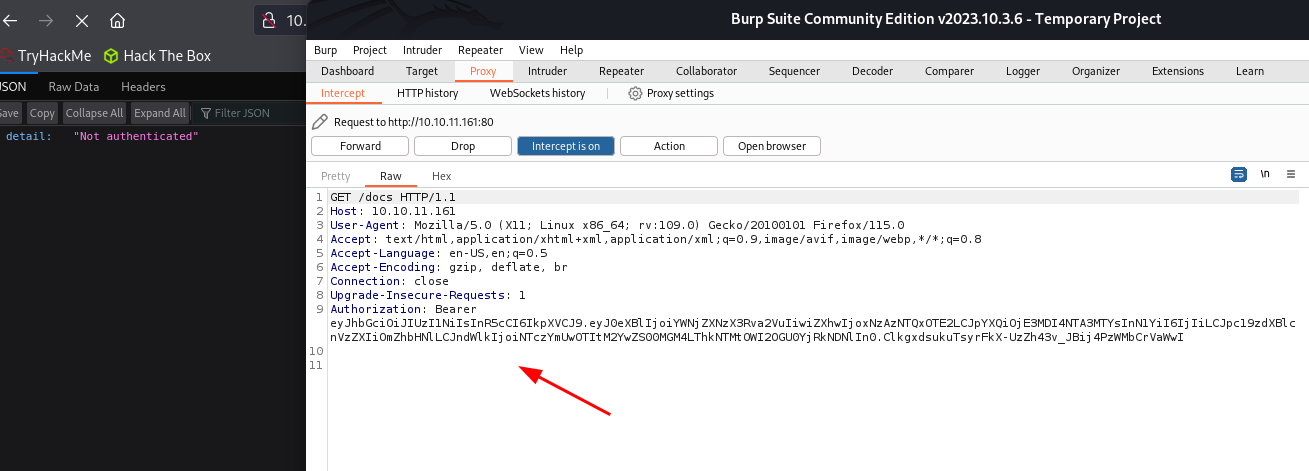 10.
TryHackMe Hack The Box
JSON Raw Data Headers
Save Copy Collapse All Expand All Filter JSON
detail: "Not authenticated"
Burp Suite Community Edition v2023.10.3.6 - Temporary Project
Burp Project Intruder Repeater View Help
Dashboard Target Proxy Intruder Repeater Collaborator Sequencer Decoder Comparer Logger Organizer Extensions Learn
Intercept HTTP history WebSockets history Proxy settings
Request to http://10.10.11.161:80
Forward Drop Intercept is on Action Open browser
Pretty Raw Hex \n
1 GET /docs HTTP/1.1
2 Host: 10.10.11.161
3 User-Agent: Mozilla/5.0 (X11; Linux x86_64; rv:109.0) Gecko/20100101 Firefox/115.0
4 Accept: text/html,application/xhtml+xml,application/xml;q=0.9,image/avif,image/webp,*/*;q=0.8
5 Accept-Language: en-US,en;q=0.5
6 Accept-Encoding: gzip, deflate, br
7 Connection: close
8 Upgrade-Insecure-Requests: 1
9 Authorization: Bearer
eyJhbGciOiJIUzI1NiIsInR5cCI6IkpXVCJ9.eyJ0eXBlIjoiYWNjZXNzX3Rva2VuIiwiZXhwIjoxNzAzNTQxOTE2LCJpYXQiOjE3MDI4NTA3MTYsInN1YiI6IjIiLCJpc19zdXBlc
nVzZXIiOmZhbHNlLCJndWlkIjoiNTczYmUwOTItM2YwZS00MGM4LThkNTMtOWI2OGU0YjRkNDNlIn0.ClkgxdsukuTsyrFkX-UzZh43v_JBij4PzWMbCrVaWwI
10
11